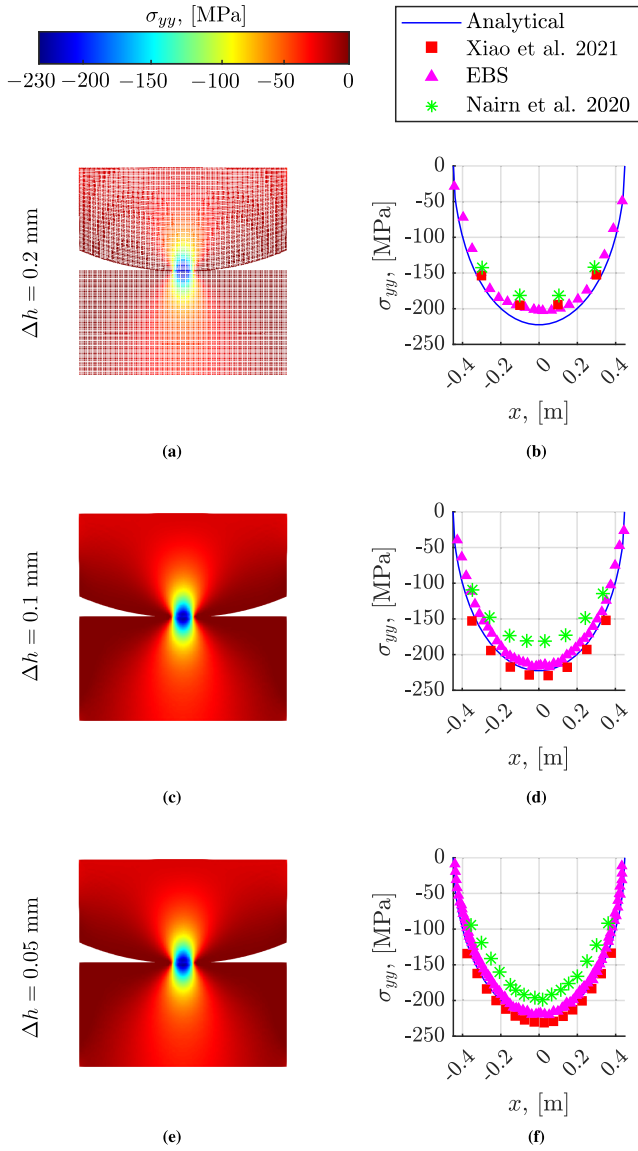 σyy, [MPa]
−230 −200 −150 −100 −50 0
Analytical
Xiao et al. 2021
EBS
Nairn et al. 2020
Δh = 0.2 mm
(a)
0
-50
-100
-150
-200
-250
σyy, [MPa]
-0.4 -0.2 0 0.2 0.4
x, [m]
(b)
Δh = 0.1 mm
(c)
0
-50
-100
-150
-200
-250
σyy, [MPa]
-0.4 -0.2 0 0.2 0.4
x, [m]
(d)
Δh = 0.05 mm
(e)
0
-50
-100
-150
-200
-250
σyy, [MPa]
-0.4 -0.2 0 0.2 0.4
x, [m]
(f)